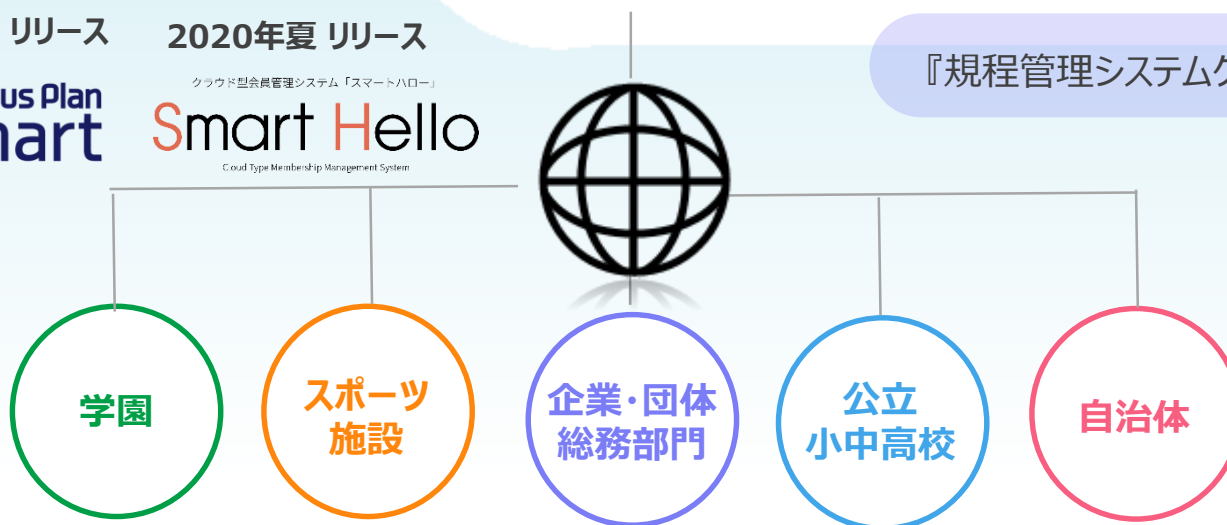 リリース
2020年夏 リリース
『規程管理システムク
us Plan
mart
クラウド型会員管理システム「スマートハロー」
Smart Hello
Cloud Type Membership Management System
学園
スポーツ
施設
企業・団体
総務部門
公立
小中高校
自治体